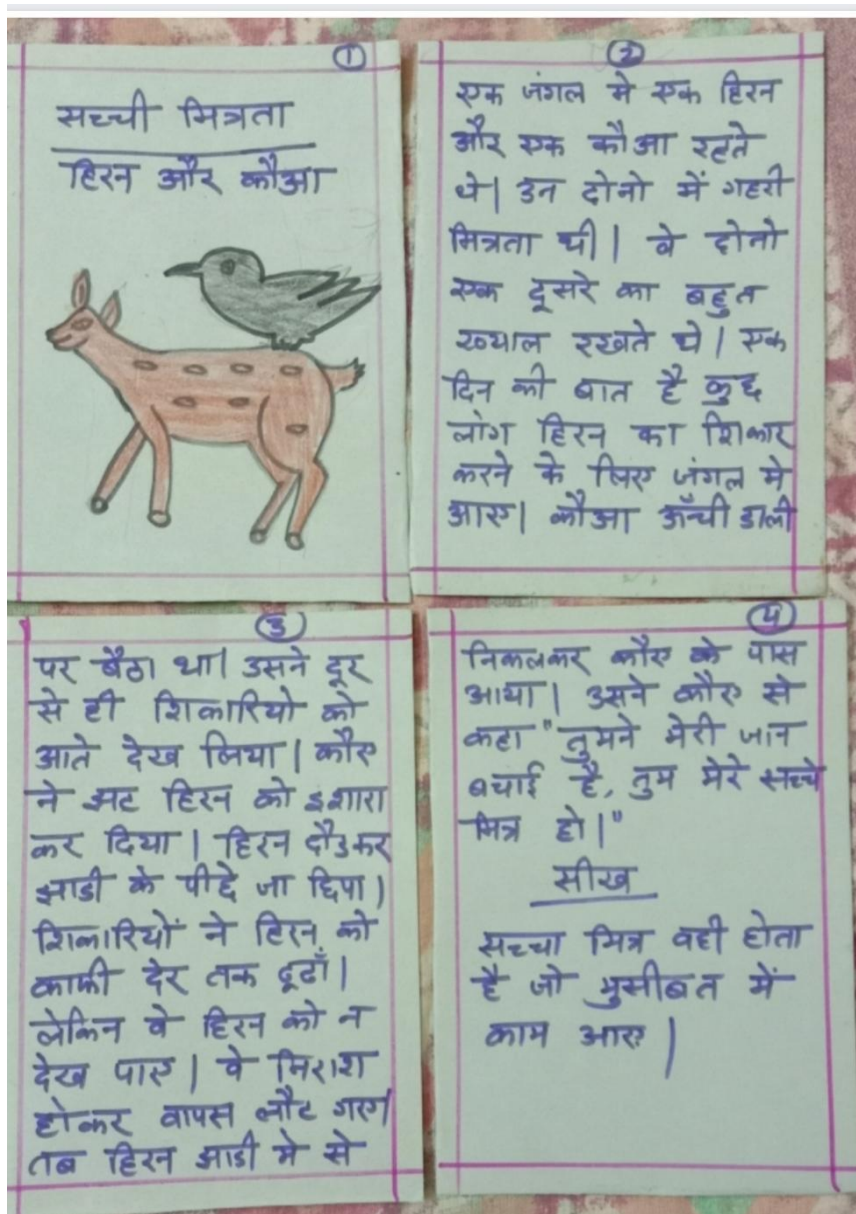 ①
सच्ची मित्रता
हिरन और कौआ
②
एक जंगल मे एक हिरन
और एक कौआ रहते
थे| उन दोनो में गहरी
मित्रता थी| वे दोनो
एक दूसरे का बहुत
ख्याल रखते थे| एक
दिन की बात है कुछ
लोग हिरन का शिकार
करने के लिए जंगल मे
आए| कौआ ऊँची डाली
③
पर बैठा था| उसने दूर
से ही शिकारियो को
आते देख लिया| कौए
ने झट हिरन को इशारा
कर दिया| हिरन दौडकर
झाडी के पीछे जा छिपा|
शिकारियों ने हिरन को
काफी देर तक ढूढाँ|
लेकिन वे हिरन को न
देख पाए| वे निराश
होकर वापस लौट गए|
तब हिरन झाडी मे से
④
निकलकर कौए के पास
आया| उसने कौए से
कहा "तुमने मेरी जान
बचाई है, तुम मेरे सच्चे
मित्र हो|"
सीख
सच्चा मित्र वही होता
है जो मुसीबत में
काम आए|